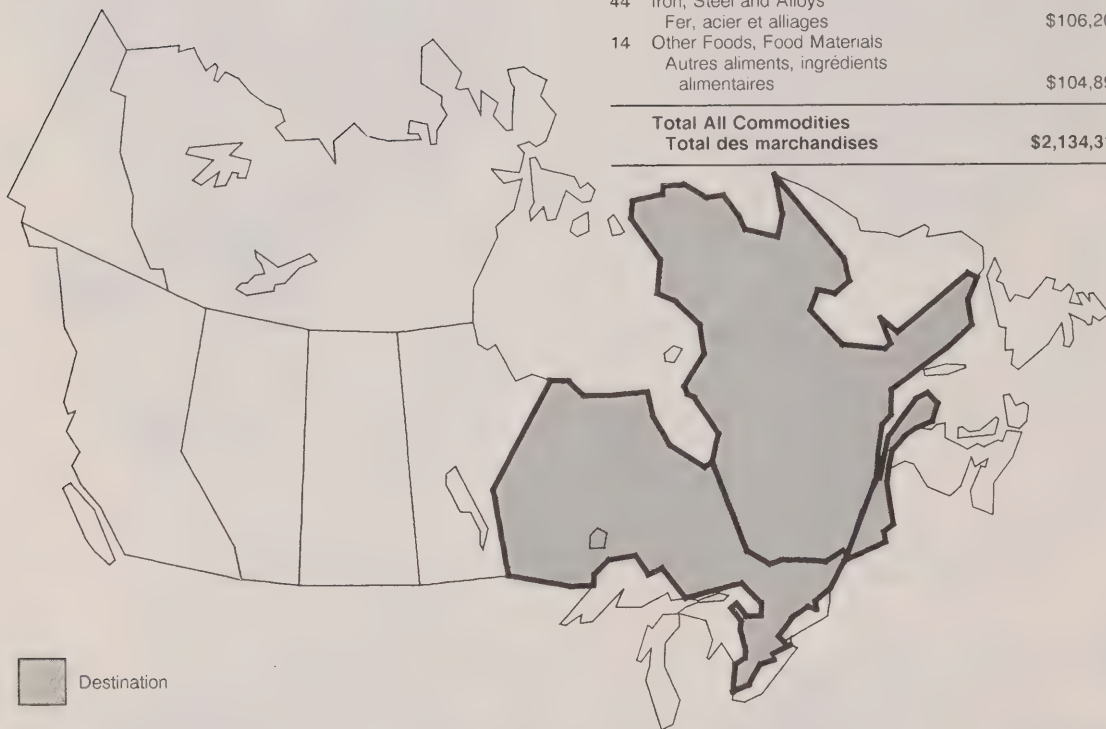 44 Iron, Steel and Alloys
Fer, acier et alliages
14 Other Foods, Food Materials
Autres aliments, ingrédients
alimentaires
Total All Commodities
Total des marchandises
Destination